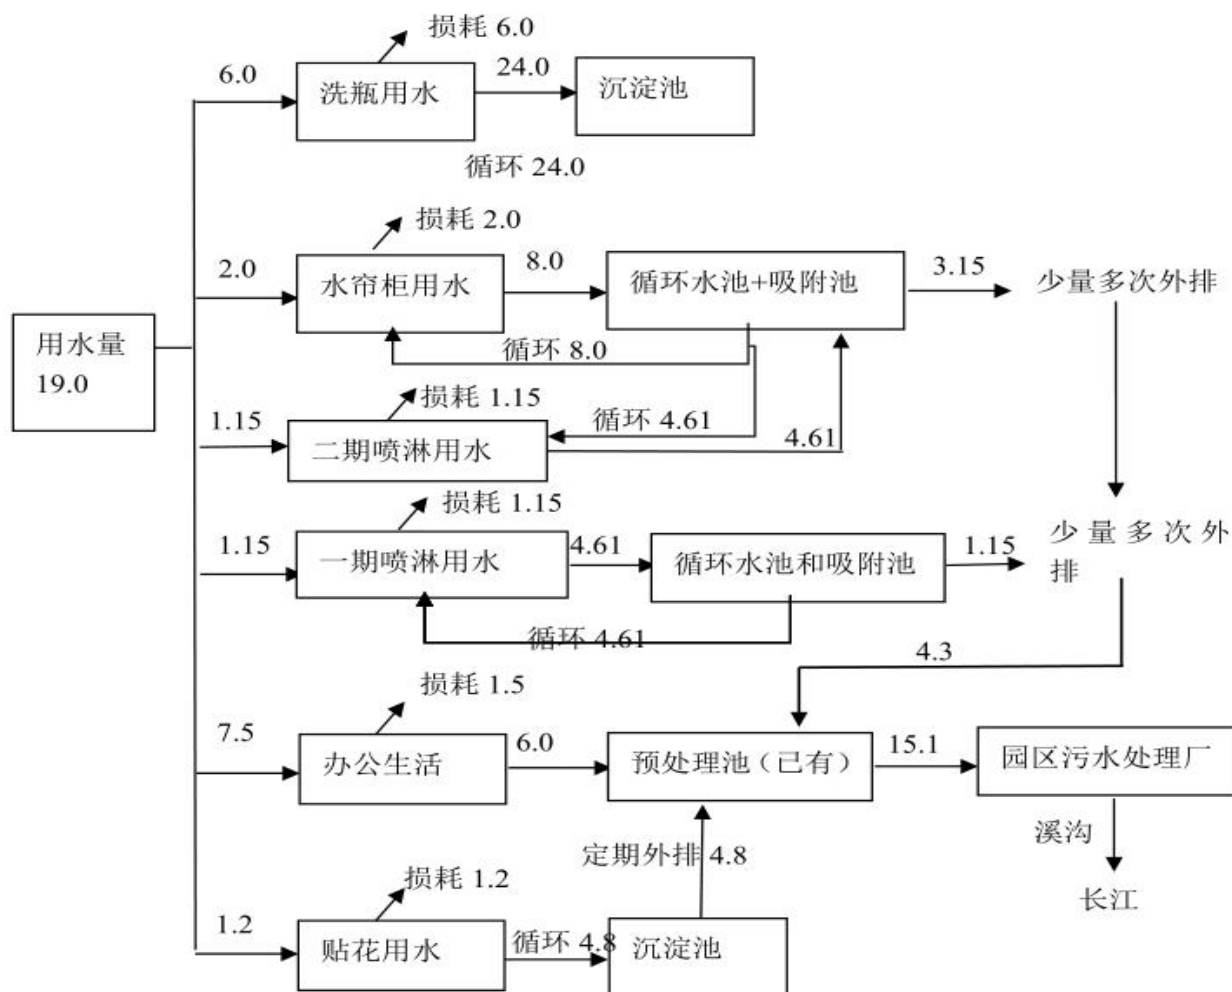 损耗 6.0
6.0
洗瓶用水
24.0
沉淀池
循环 24.0
损耗 2.0
2.0
水帘柜用水
8.0
循环水池+吸附池
3.15
少量多次外排
用水量
19.0
循环 8.0
损耗 1.15
1.15
二期喷淋用水
循环 4.61
4.61
损耗 1.15
1.15
一期喷淋用水
4.61
循环水池和吸附池
1.15
少量多次外
排
循环 4.61
4.3
损耗 1.5
7.5
办公生活
6.0
预处理池（已有）
15.1
园区污水处理厂
溪沟
长江
定期外排 4.8
损耗 1.2
1.2
贴花用水
循环 4.8
沉淀池